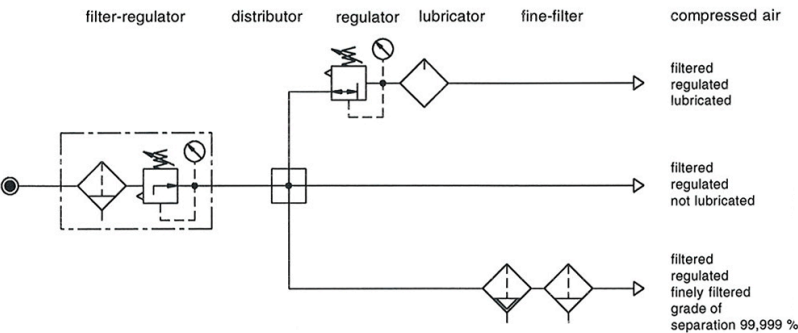 filter-regulator distributor regulator lubricator fine-filter compressed air
filtered
regulated
lubricated
filtered
regulated
not lubricated
filtered
regulated
finely filtered
grade of
separation 99,999 %